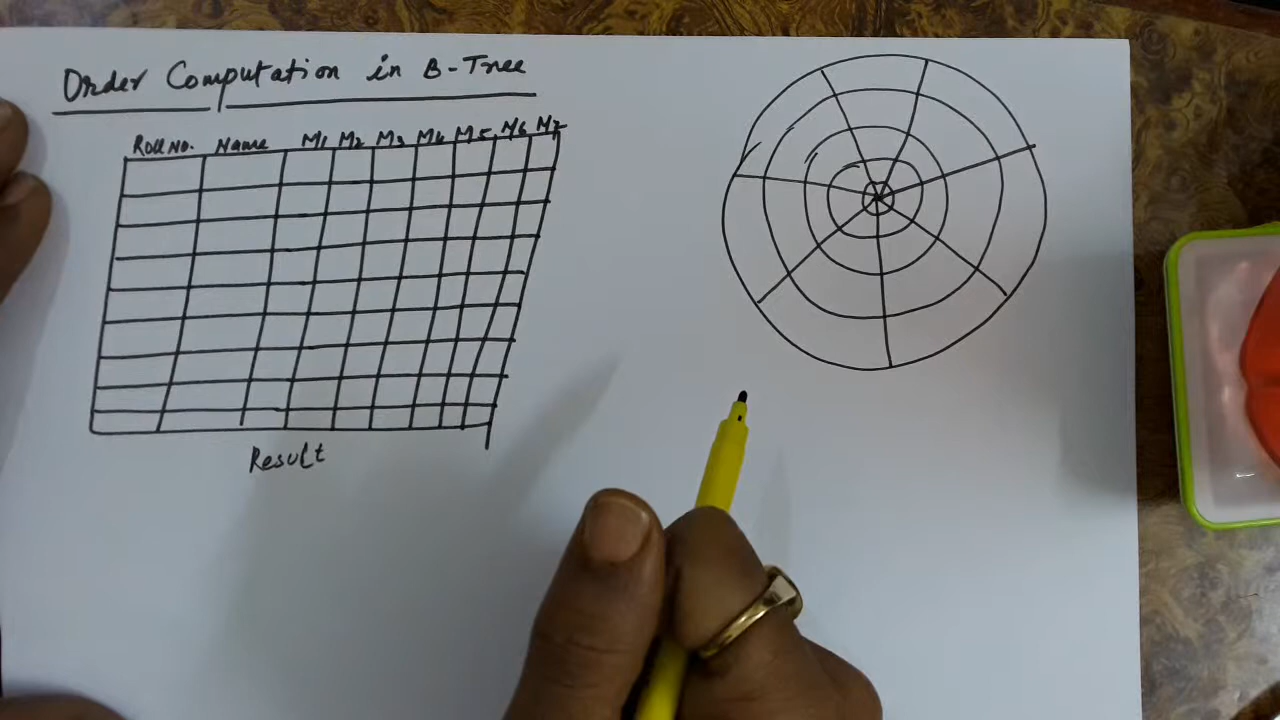 Order Computation in B-Tree
Roll No. Name M1 M2 M3 M4 M5 M6 M7
Result